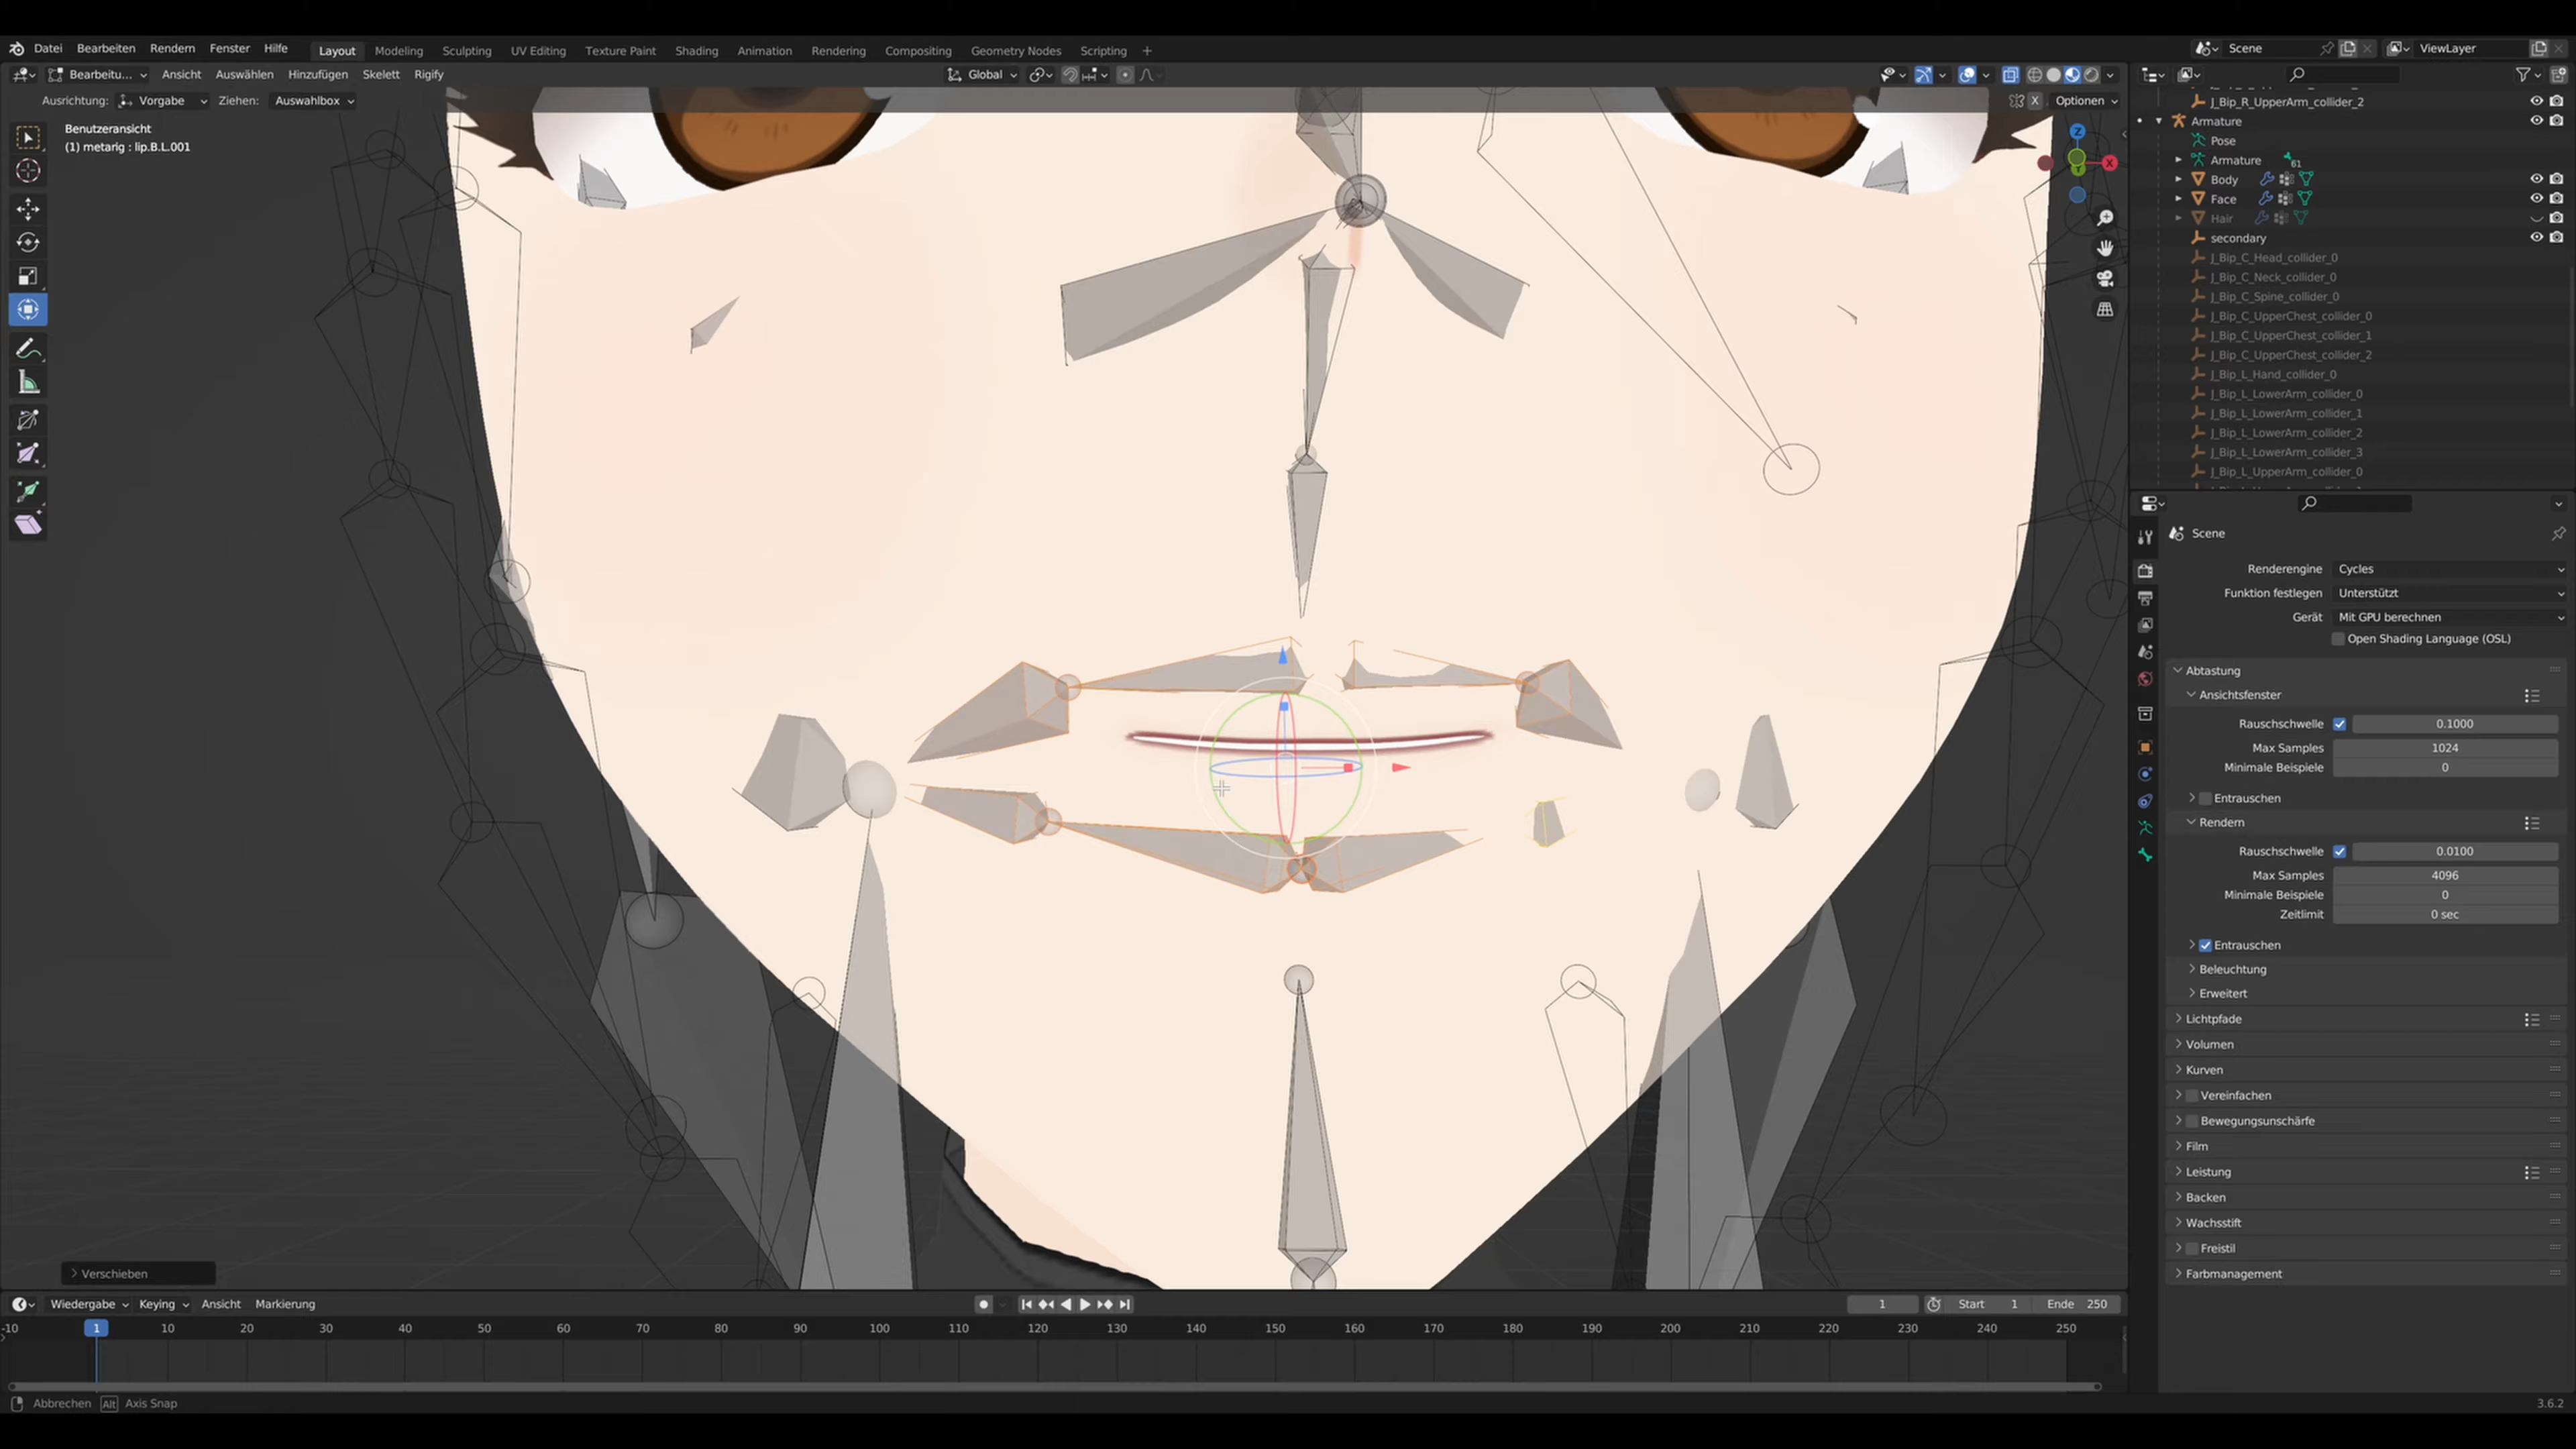 Datei Bearbeiten Rendern Fenster Hilfe Layout Modeling Sculpting UV Editing Texture Paint Shading Animation Rendering Compositing Geometry Nodes Scripting + Scene ViewLayer
Bearbeitu... Ansicht Auswählen Hinzufügen Skelett Rigify Global
Ausrichtung: Vorgabe Ziehen: Auswahlbox X Optionen
Benutzeransicht
(1) metarig : lip.B.L.001
Z
X
Y
J_Bip_R_UpperArm_collider_2
Armature
Pose
Armature 61
Body
Face
Hair
secondary
J_Bip_C_Head_collider_0
J_Bip_C_Neck_collider_0
J_Bip_C_Spine_collider_0
J_Bip_C_UpperChest_collider_0
J_Bip_C_UpperChest_collider_1
J_Bip_C_UpperChest_collider_2
J_Bip_L_Hand_collider_0
J_Bip_L_LowerArm_collider_0
J_Bip_L_LowerArm_collider_1
J_Bip_L_LowerArm_collider_2
J_Bip_L_LowerArm_collider_3
J_Bip_L_UpperArm_collider_0
Scene
Renderengine Cycles
Funktion festlegen Unterstützt
Gerät Mit GPU berechnen
Open Shading Language (OSL)
Abtastung
Ansichtsfenster
Rauschschwelle 0.1000
Max Samples 1024
Minimale Beispiele 0
Entrauschen
Rendern
Rauschschwelle 0.0100
Max Samples 4096
Minimale Beispiele 0
Zeitlimit 0 sec
Entrauschen
Beleuchtung
Erweitert
Lichtpfade
Volumen
Kurven
Vereinfachen
Bewegungsunschärfe
Film
Leistung
Backen
Wachsstift
Freistil
Farbmanagement
Verschieben
Wiedergabe Keying Ansicht Markierung 1 Start 1 Ende 250
-10 1 10 20 30 40 50 60 70 80 90 100 110 120 130 140 150 160 170 180 190 200 210 220 230 240 250
Abbrechen Alt Axis Snap 3.6.2